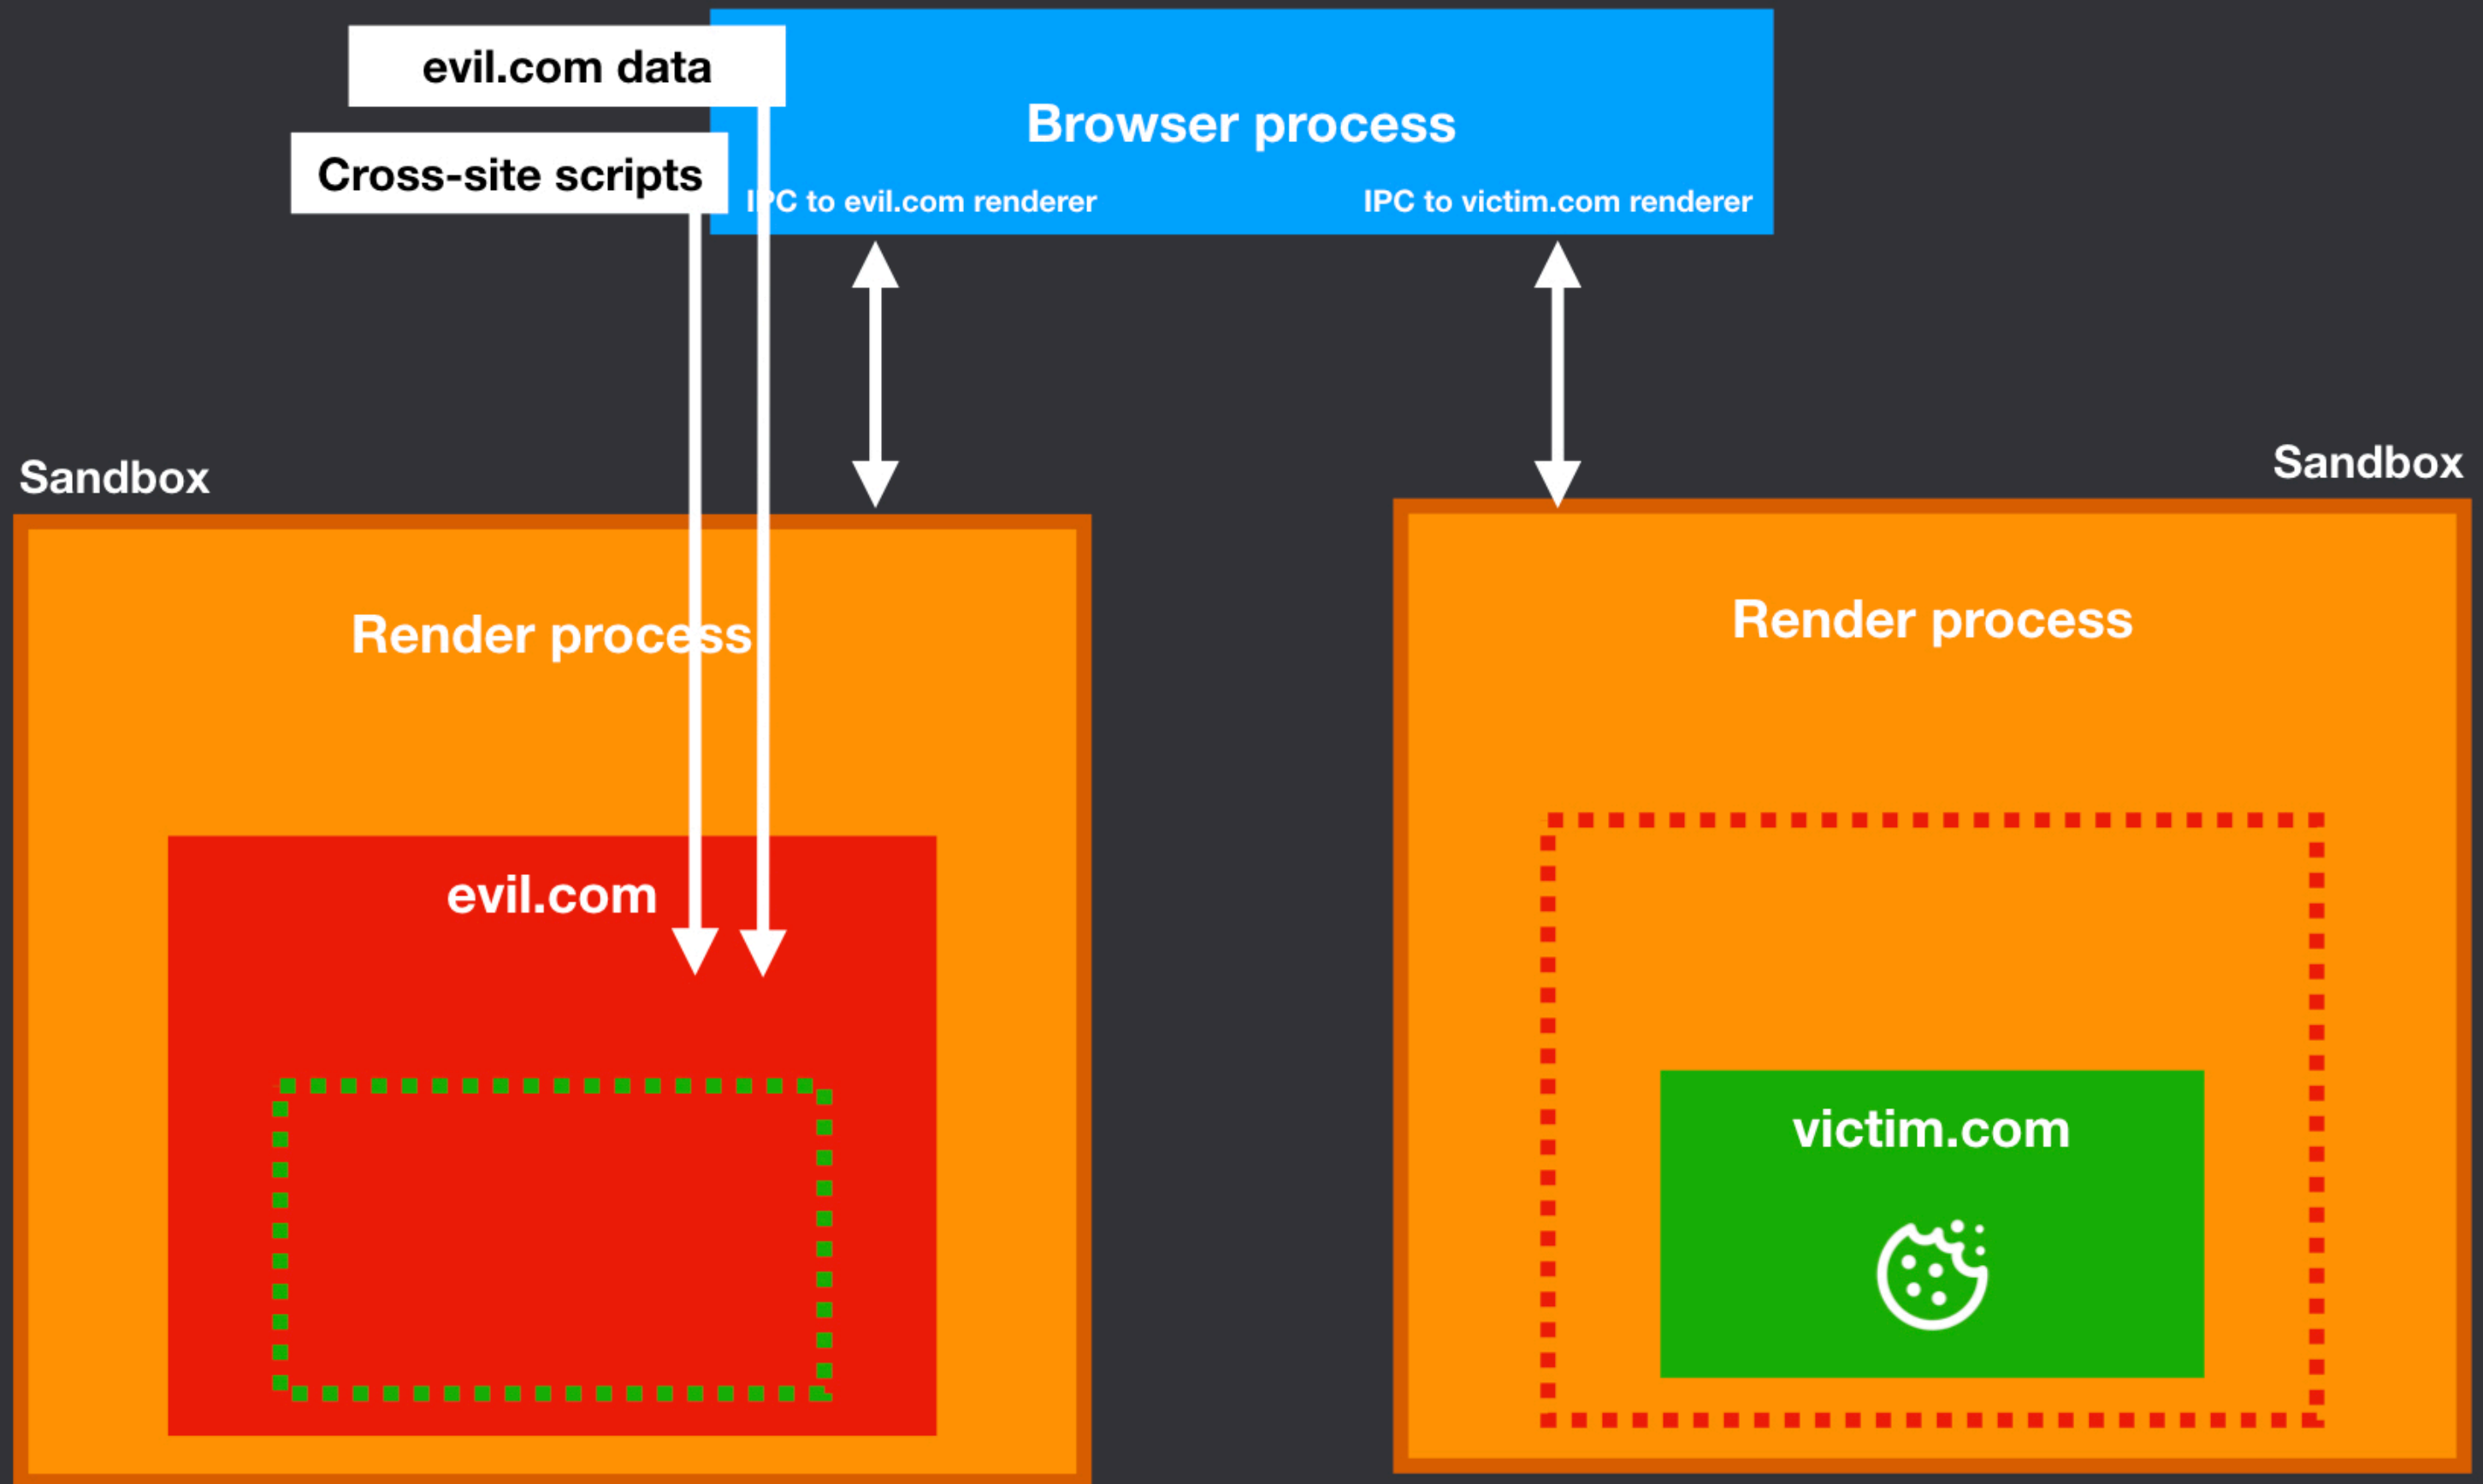 evil.com data
Browser process
Cross-site scripts
IPC to evil.com renderer
IPC to victim.com renderer
Sandbox
Sandbox
Render process
Render process
evil.com
victim.com